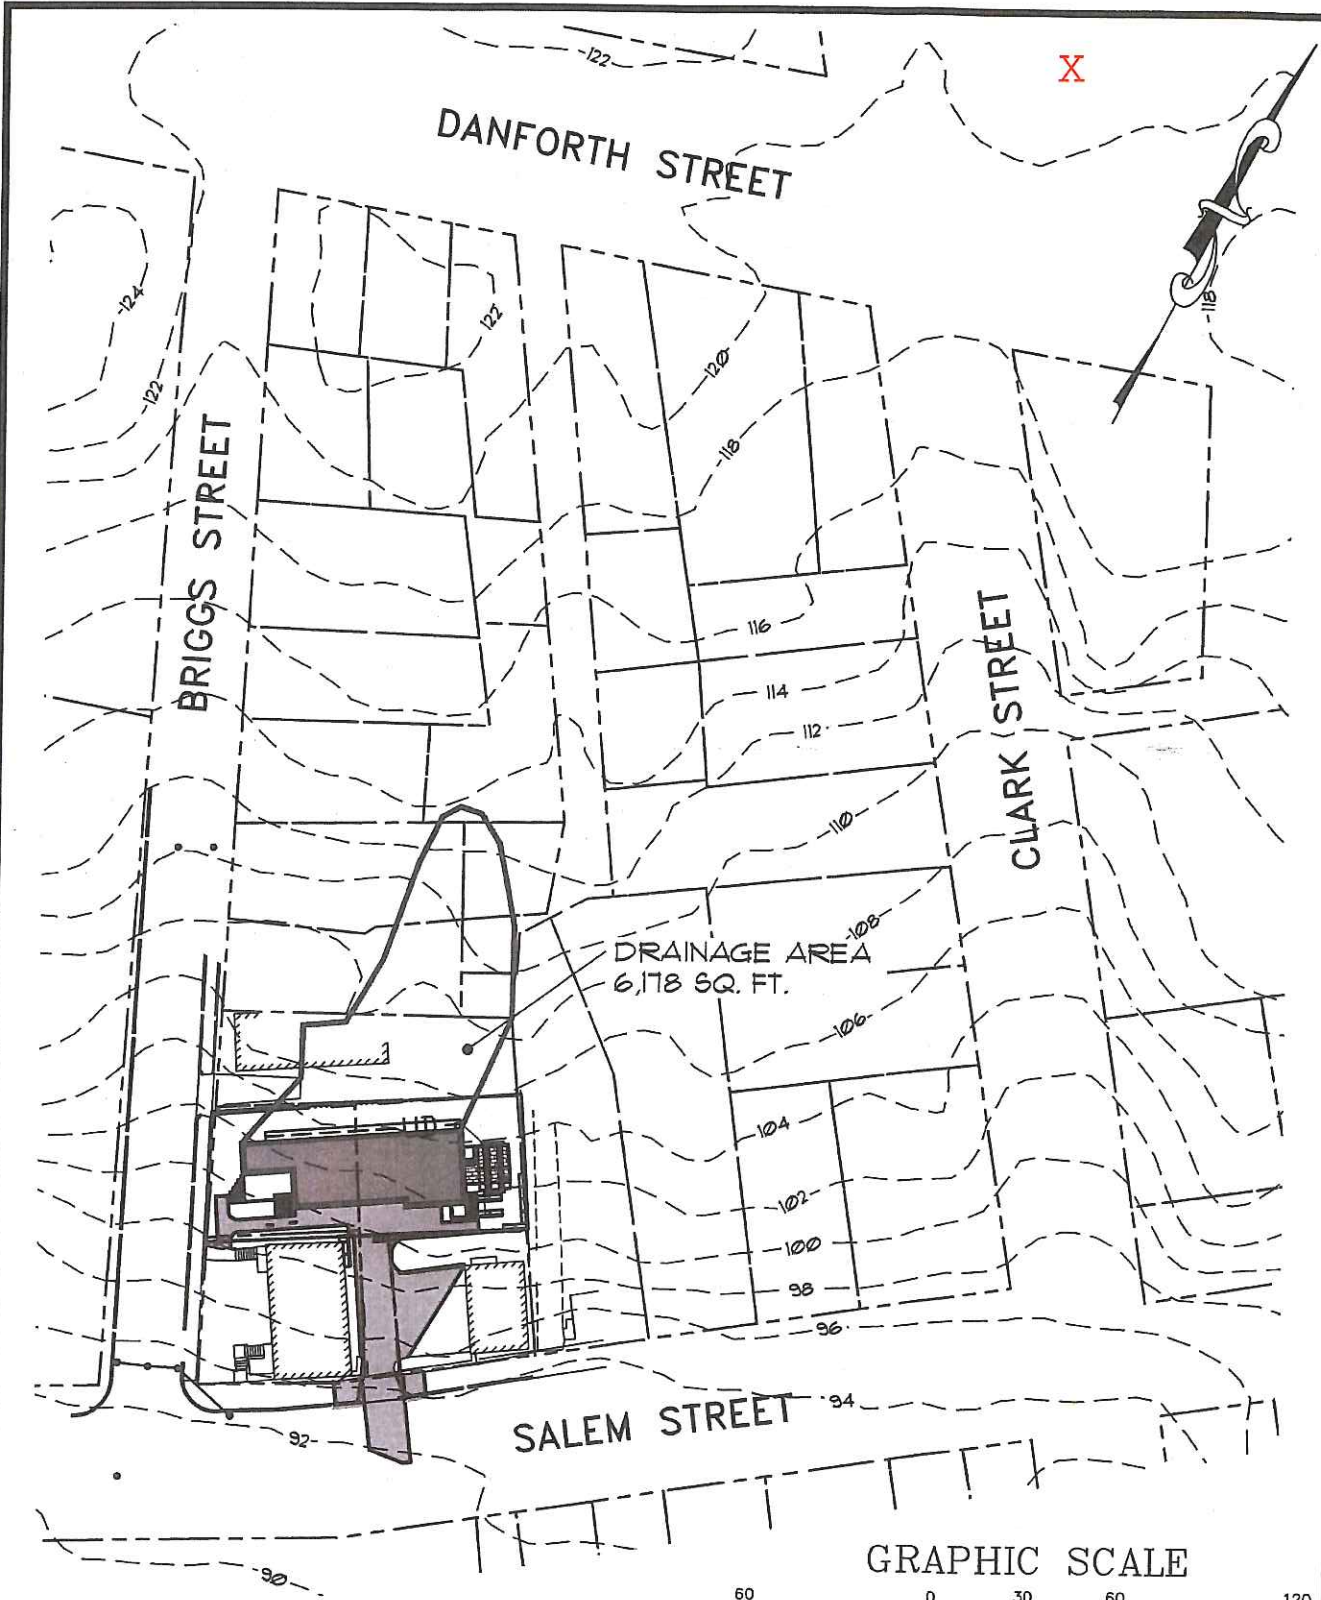 122
X
DANFORTH STREET
124
122
122
118
120
118
BRIGGS STREET
116
114
112
CLARK STREET
110
108
DRAINAGE AREA
6,178 SQ. FT.
106
104
102
100
98
96
94
SALEM STREET
92
90
GRAPHIC SCALE
60 0 30 60 120